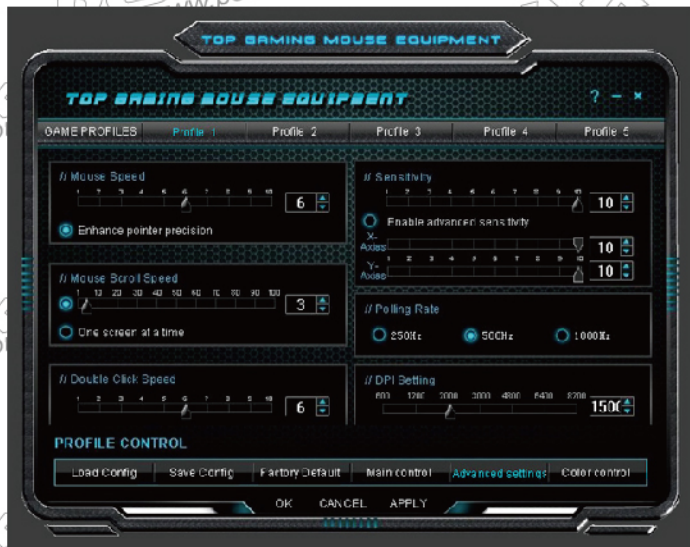 TOP GAMING MOUSE EQUIPMENT
TOP GAMING MOUSE EQUIPMENT
? – ×
GAME PROFILES Profile 1 Profile 2 Profile 3 Profile 4 Profile 5
// Mouse Speed
1 2 3 4 5 6 7 8 9 10
6
Enhance pointer precision
// Mouse Scroll Speed
1 10 20 30 40 50 60 70 80 90 100
3
One screen at a time
// Double Click Speed
1 2 3 4 5 6 7 8 9 10
6
// Sensitivity
1 2 3 4 5 6 7 8 9 10
10
Enable advanced sensitivity
X-
Axies
10
1 2 3 4 5 6 7 8 9 10
Y-
Axies
10
// Polling Rate
250Hz 500Hz 1000Hz
// DPI Setting
600 1200 2000 3000 4800 6400 8200
1500
PROFILE CONTROL
Load Config Save Config Factory Default Main control Advanced settings Color control
OK CANCEL APPLY